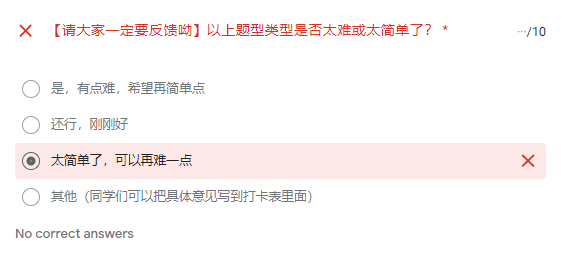 【请大家一定要反馈呦】以上题型类型是否太难或太简单了？ *
···/10
是，有点难，希望再简单点
还行，刚刚好
太简单了，可以再难一点
其他（同学们可以把具体意见写到打卡表里面）
No correct answers